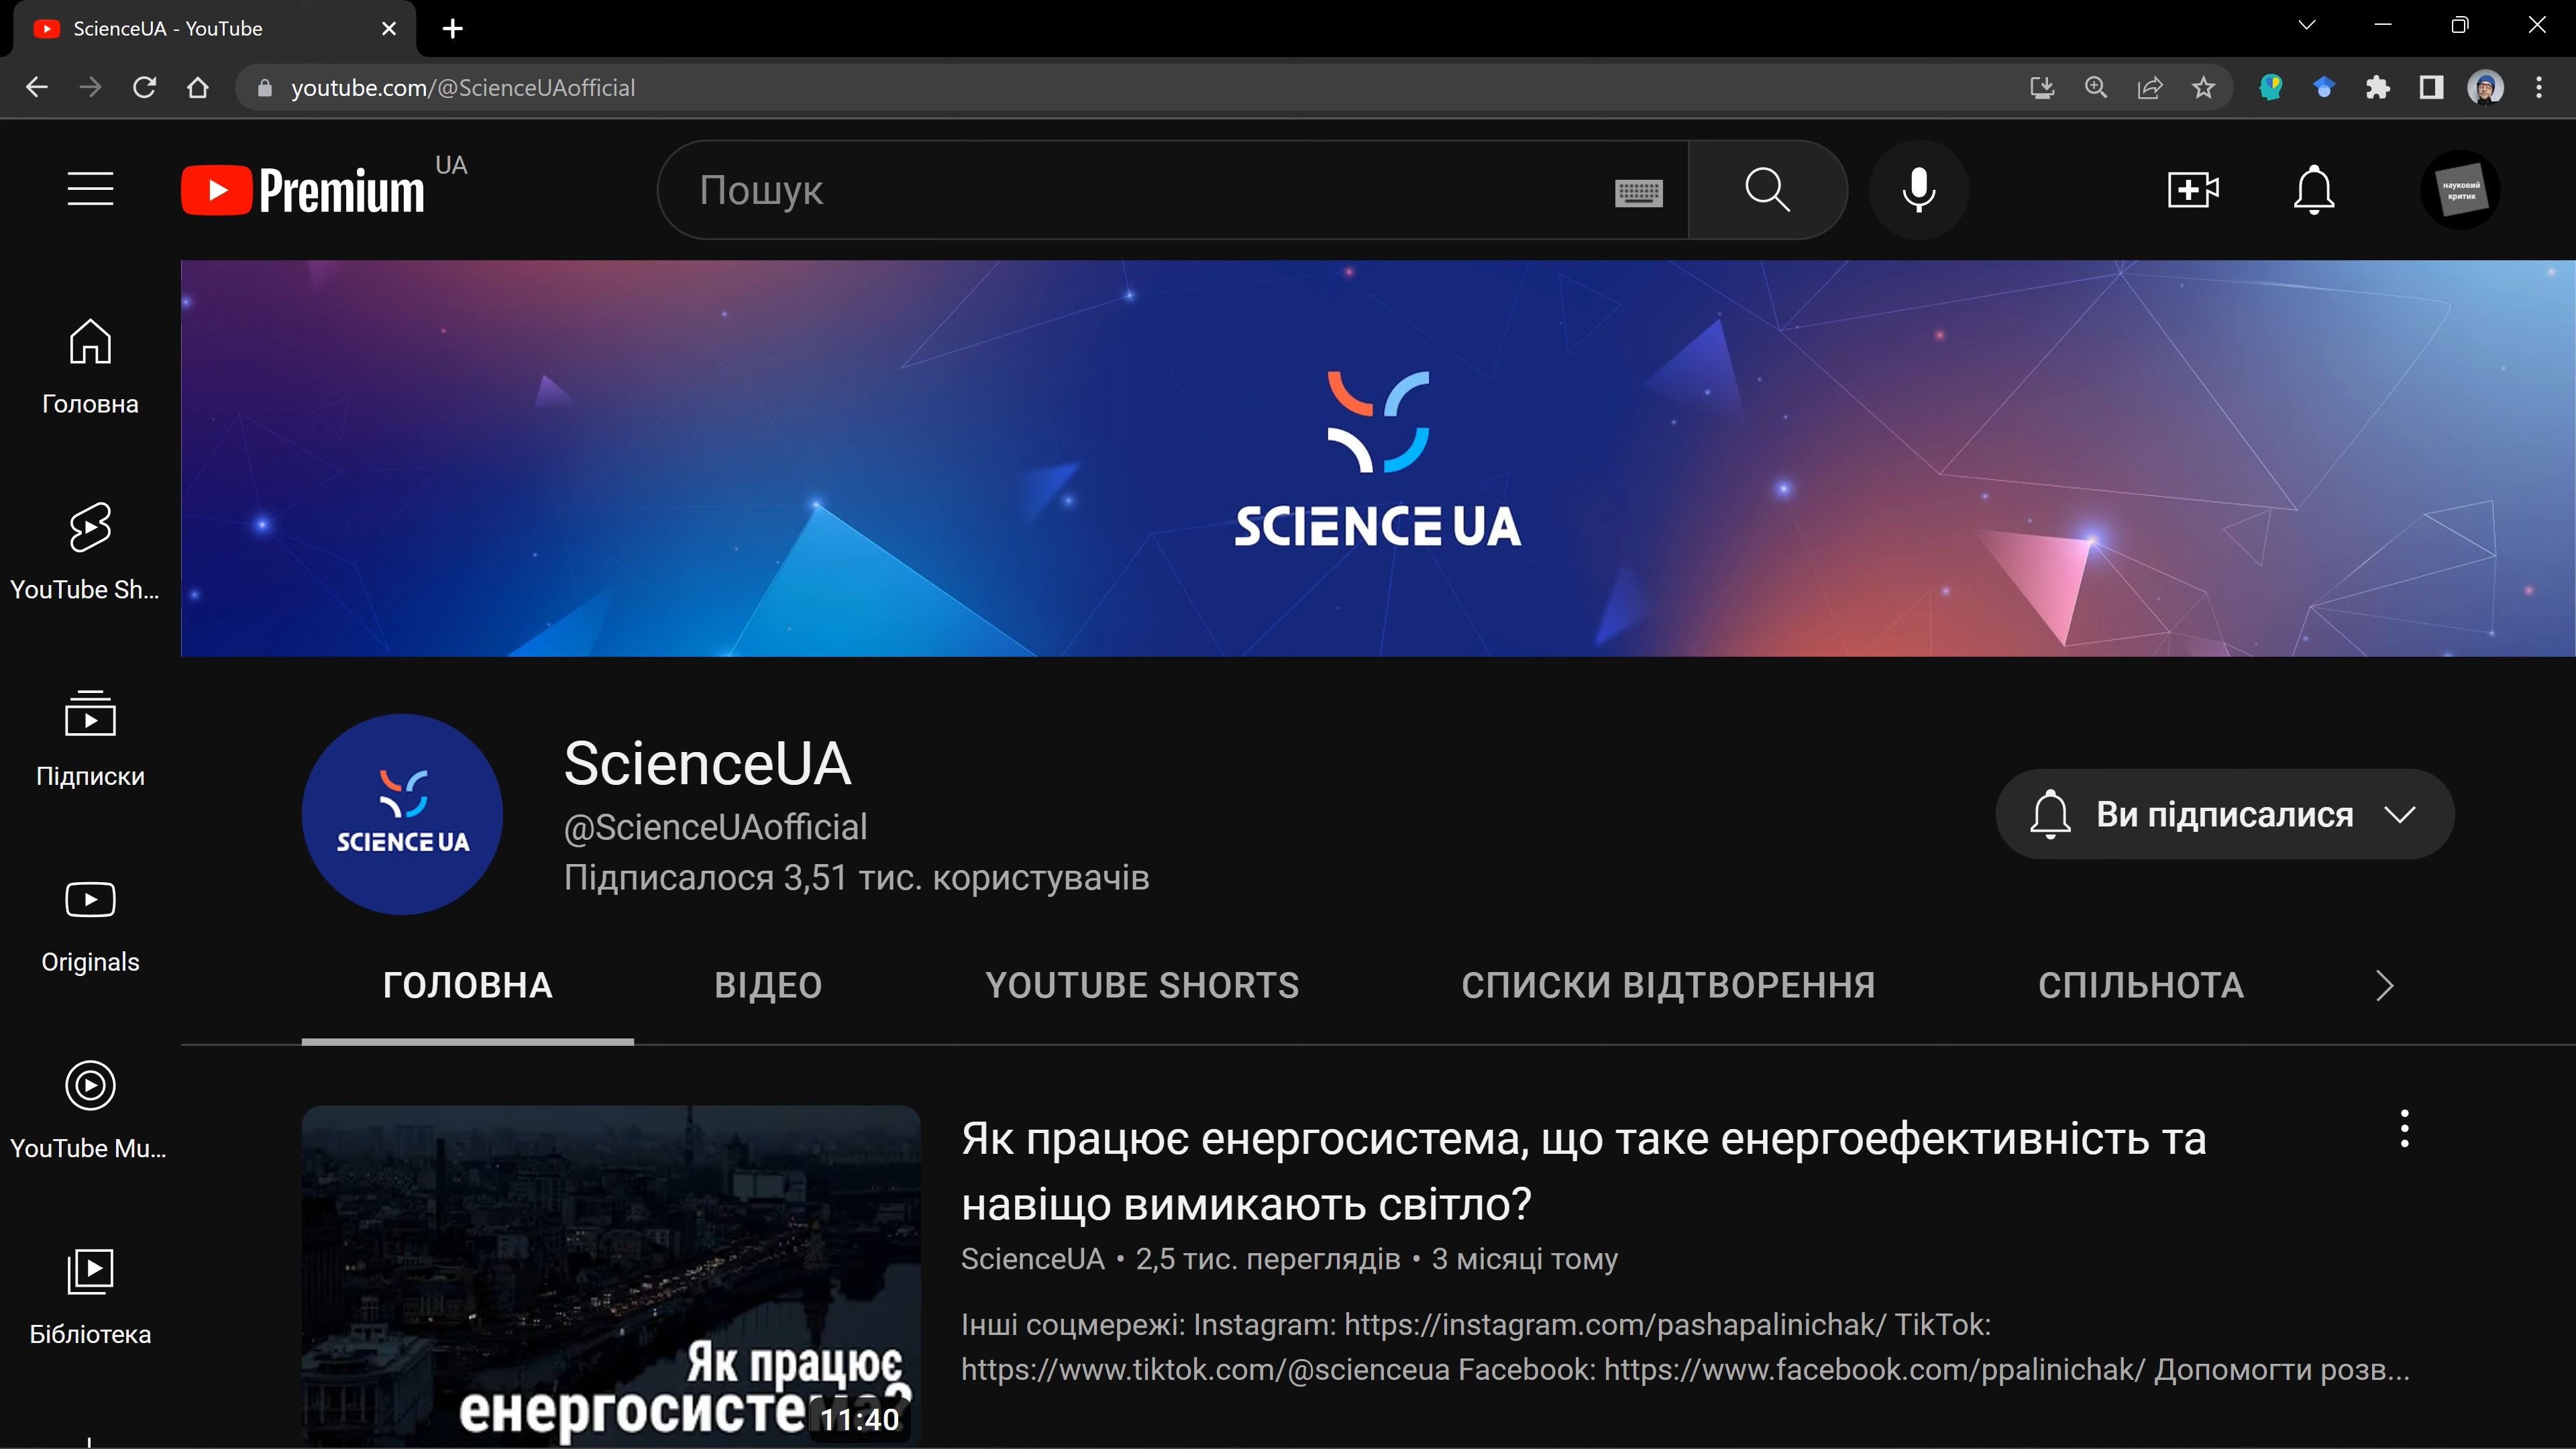 ScienceUA - YouTube
youtube.com/@ScienceUAofficial
Premium UA
Пошук
науковий
критик
SCIENCE UA
Головна
YouTube Sh...
Підписки
Originals
YouTube Mu...
Бібліотека
SCIENCE UA
ScienceUA
@ScienceUAofficial
Підписалося 3,51 тис. користувачів
Ви підписалися
ГОЛОВНА ВІДЕО YOUTUBE SHORTS СПИСКИ ВІДТВОРЕННЯ СПІЛЬНОТА
Як працює
енергосистема?
11:40
Як працює енергосистема, що таке енергоефективність та
навіщо вимикають світло?
ScienceUA • 2,5 тис. переглядів • 3 місяці тому
Інші соцмережі: Instagram: https://instagram.com/pashapalinichak/ TikTok:
https://www.tiktok.com/@scienceua Facebook: https://www.facebook.com/ppalinichak/ Допомогти розв...